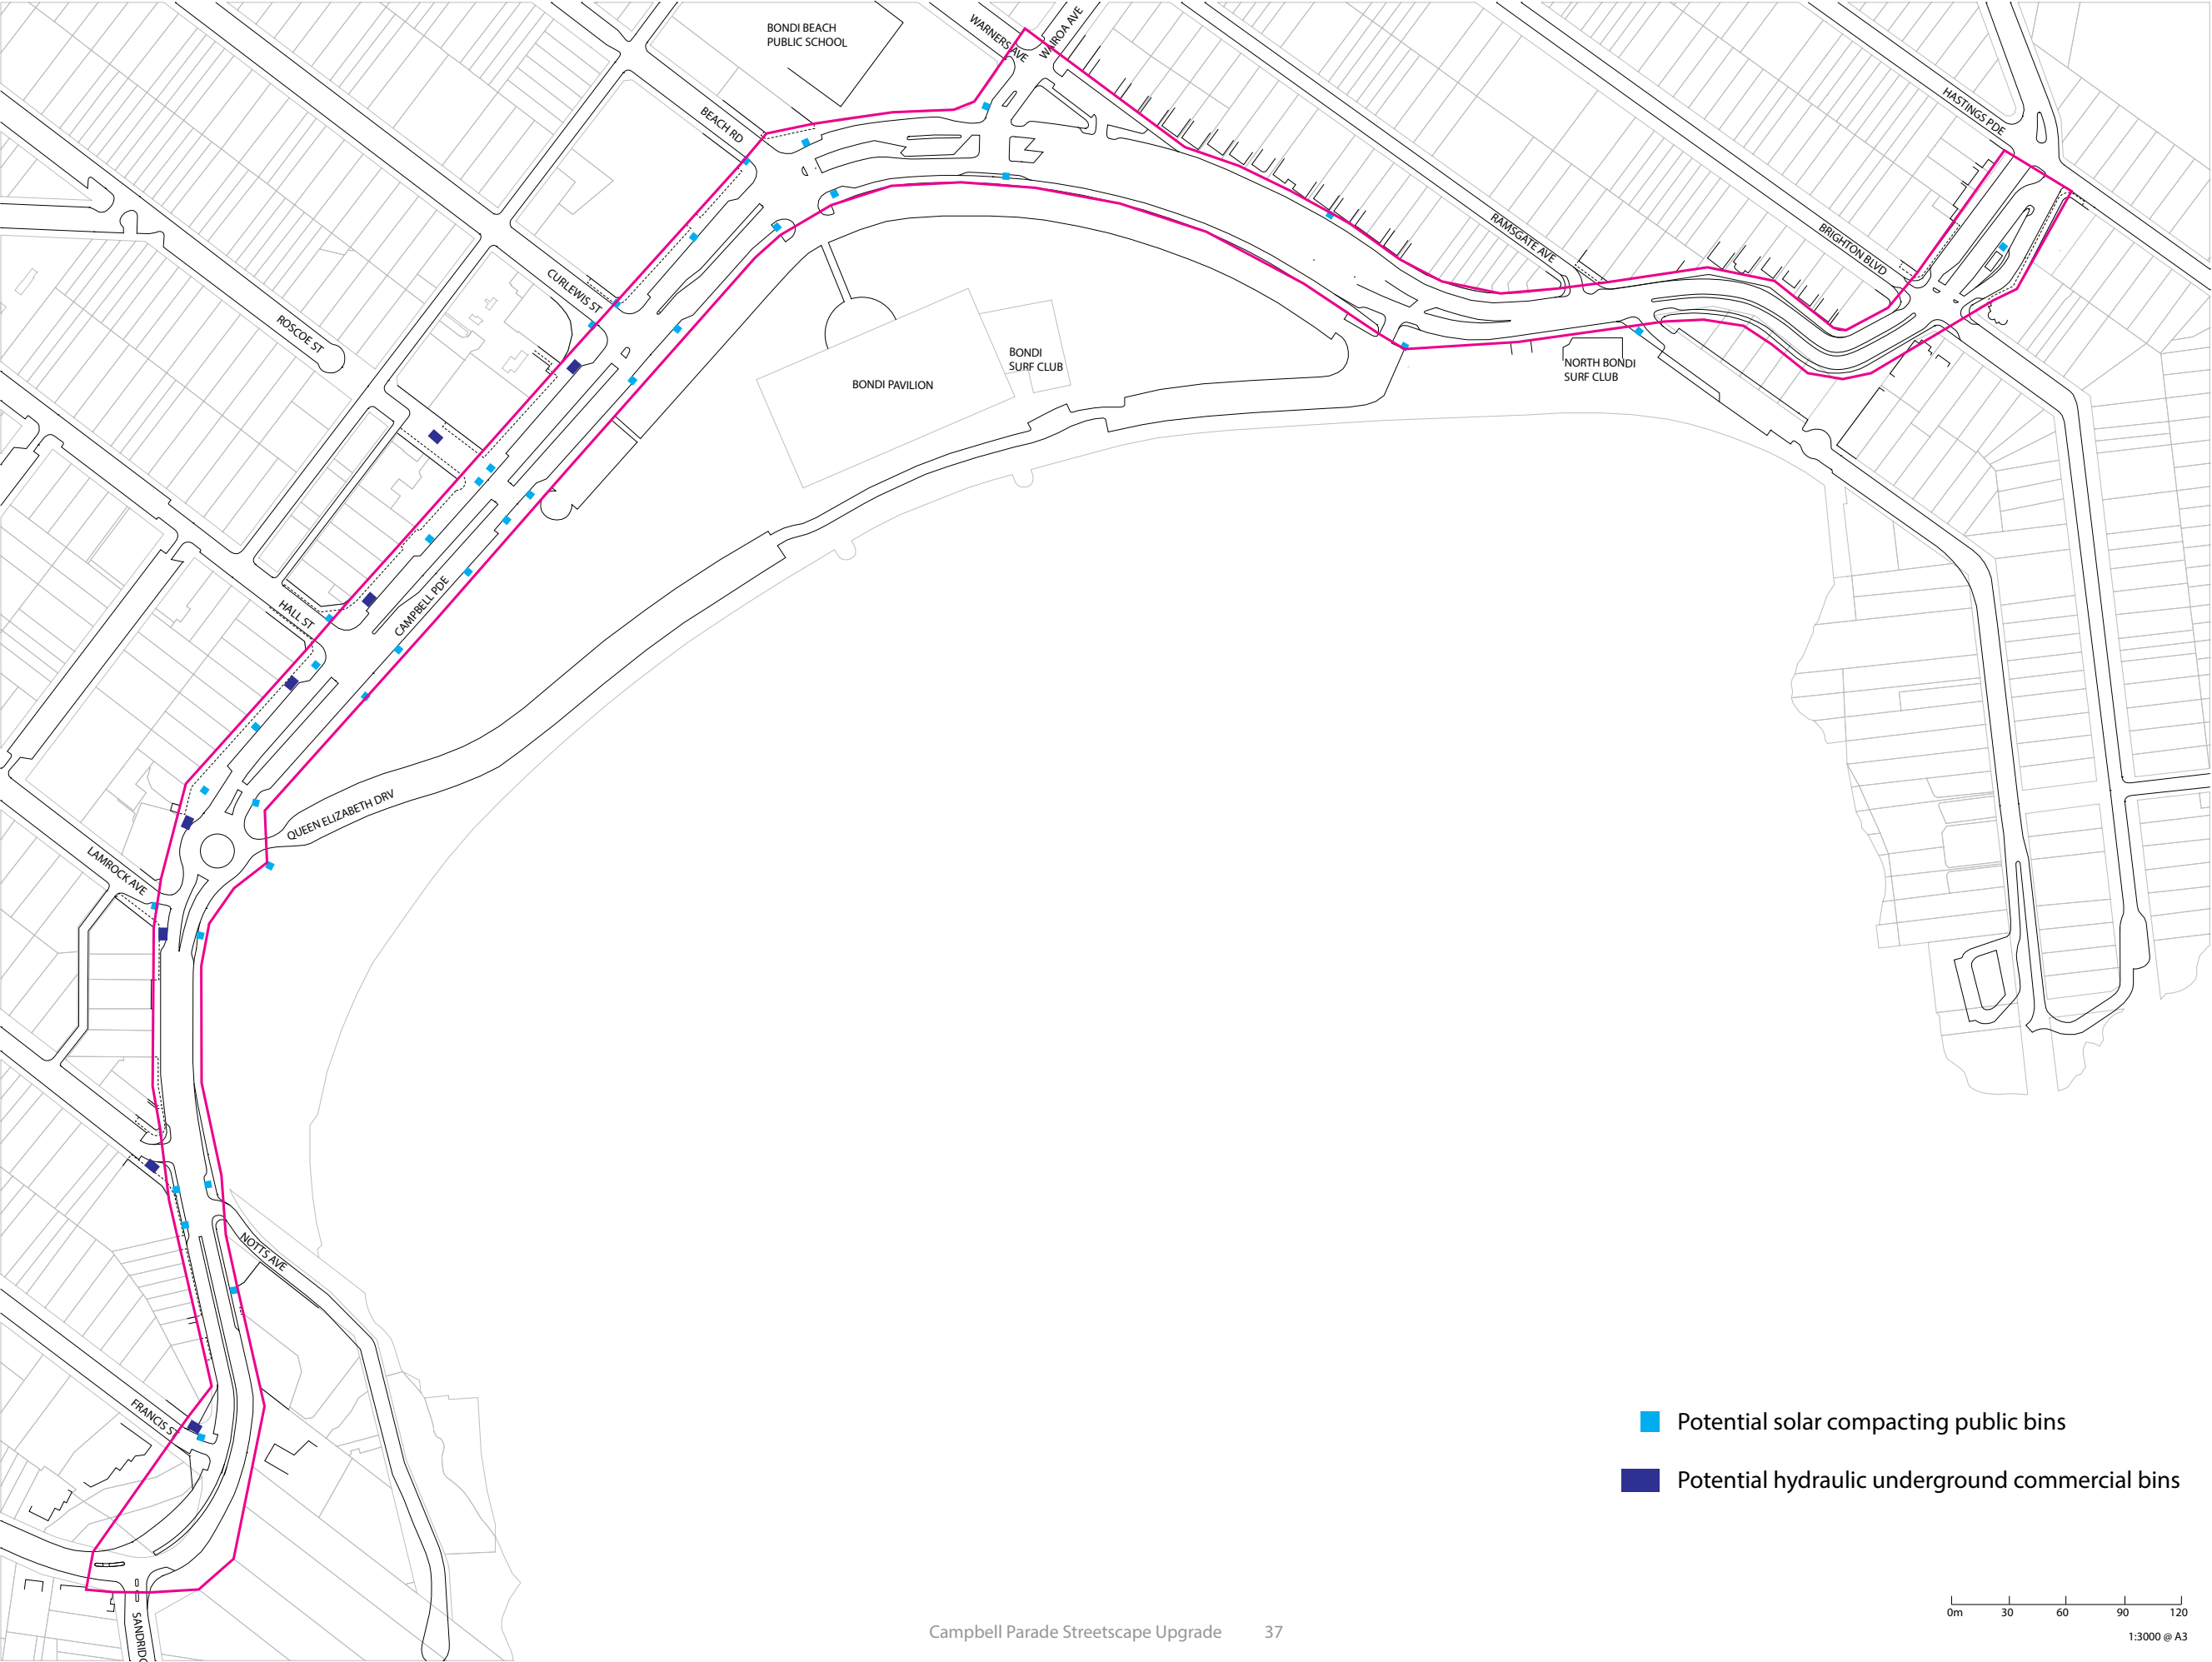 BONDI BEACH
PUBLIC SCHOOL
WARNERS AVE
WAIROA AVE
BEACH RD
HASTINGS PDE
RAMSGATE AVE
BRIGHTON BLVD
CURLEWIS ST
ROSCOE ST
BONDI
SURF CLUB
BONDI PAVILION
NORTH BONDI
SURF CLUB
HALL ST
CAMPBELL PDE
QUEEN ELIZABETH DRV
LAMROCK AVE
NOTTS AVE
FRANCIS ST
SANDRIDG
Potential solar compacting public bins
Potential hydraulic underground commercial bins
0m 30 60 90 120
1:3000 @ A3
Campbell Parade Streetscape Upgrade 37